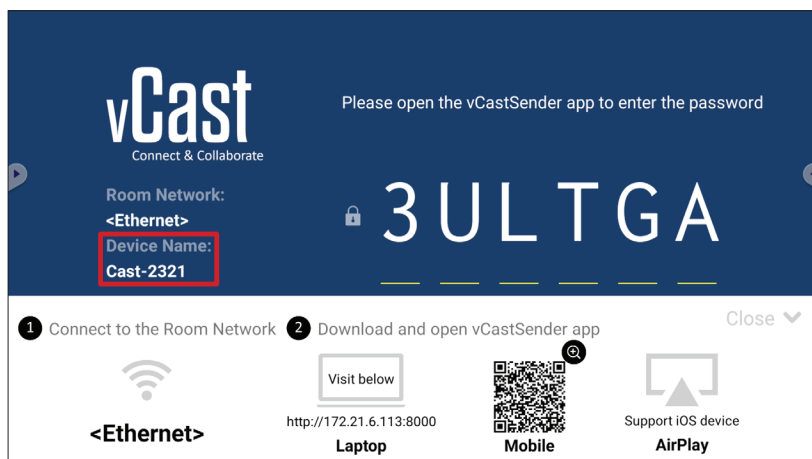 vCast
Connect & Collaborate
Please open the vCastSender app to enter the password
Room Network:
<Ethernet>
Device Name:
Cast-2321
3ULTGA
Close
1 Connect to the Room Network
<Ethernet>
2 Download and open vCastSender app
Visit below
http://172.21.6.113:8000
Laptop
Mobile
Support iOS device
AirPlay